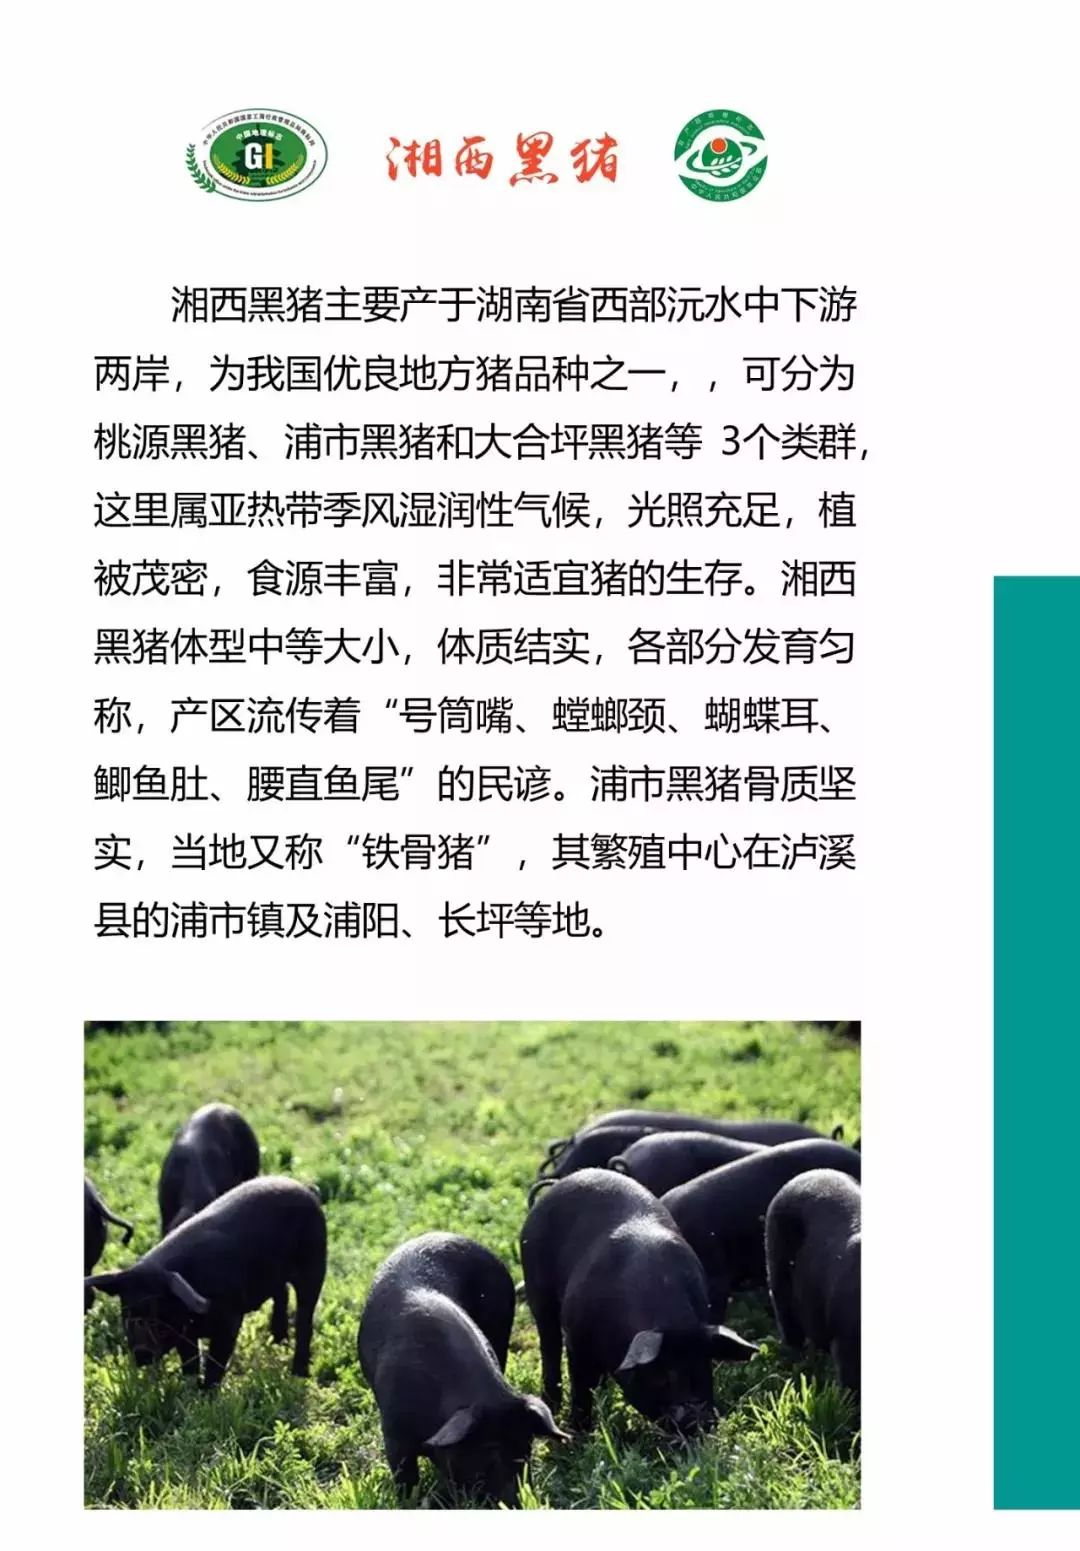 中国地理标志
GI
湘西黑猪
湘西黑猪主要产于湖南省西部沅水中下游
两岸，为我国优良地方猪品种之一，，可分为
桃源黑猪、浦市黑猪和大合坪黑猪等 3个类群，
这里属亚热带季风湿润性气候，光照充足，植
被茂密，食源丰富，非常适宜猪的生存。湘西
黑猪体型中等大小，体质结实，各部分发育匀
称，产区流传着“号筒嘴、螳螂颈、蝴蝶耳、
鲫鱼肚、腰直鱼尾”的民谚。浦市黑猪骨质坚
实，当地又称“铁骨猪”，其繁殖中心在泸溪
县的浦市镇及浦阳、长坪等地。